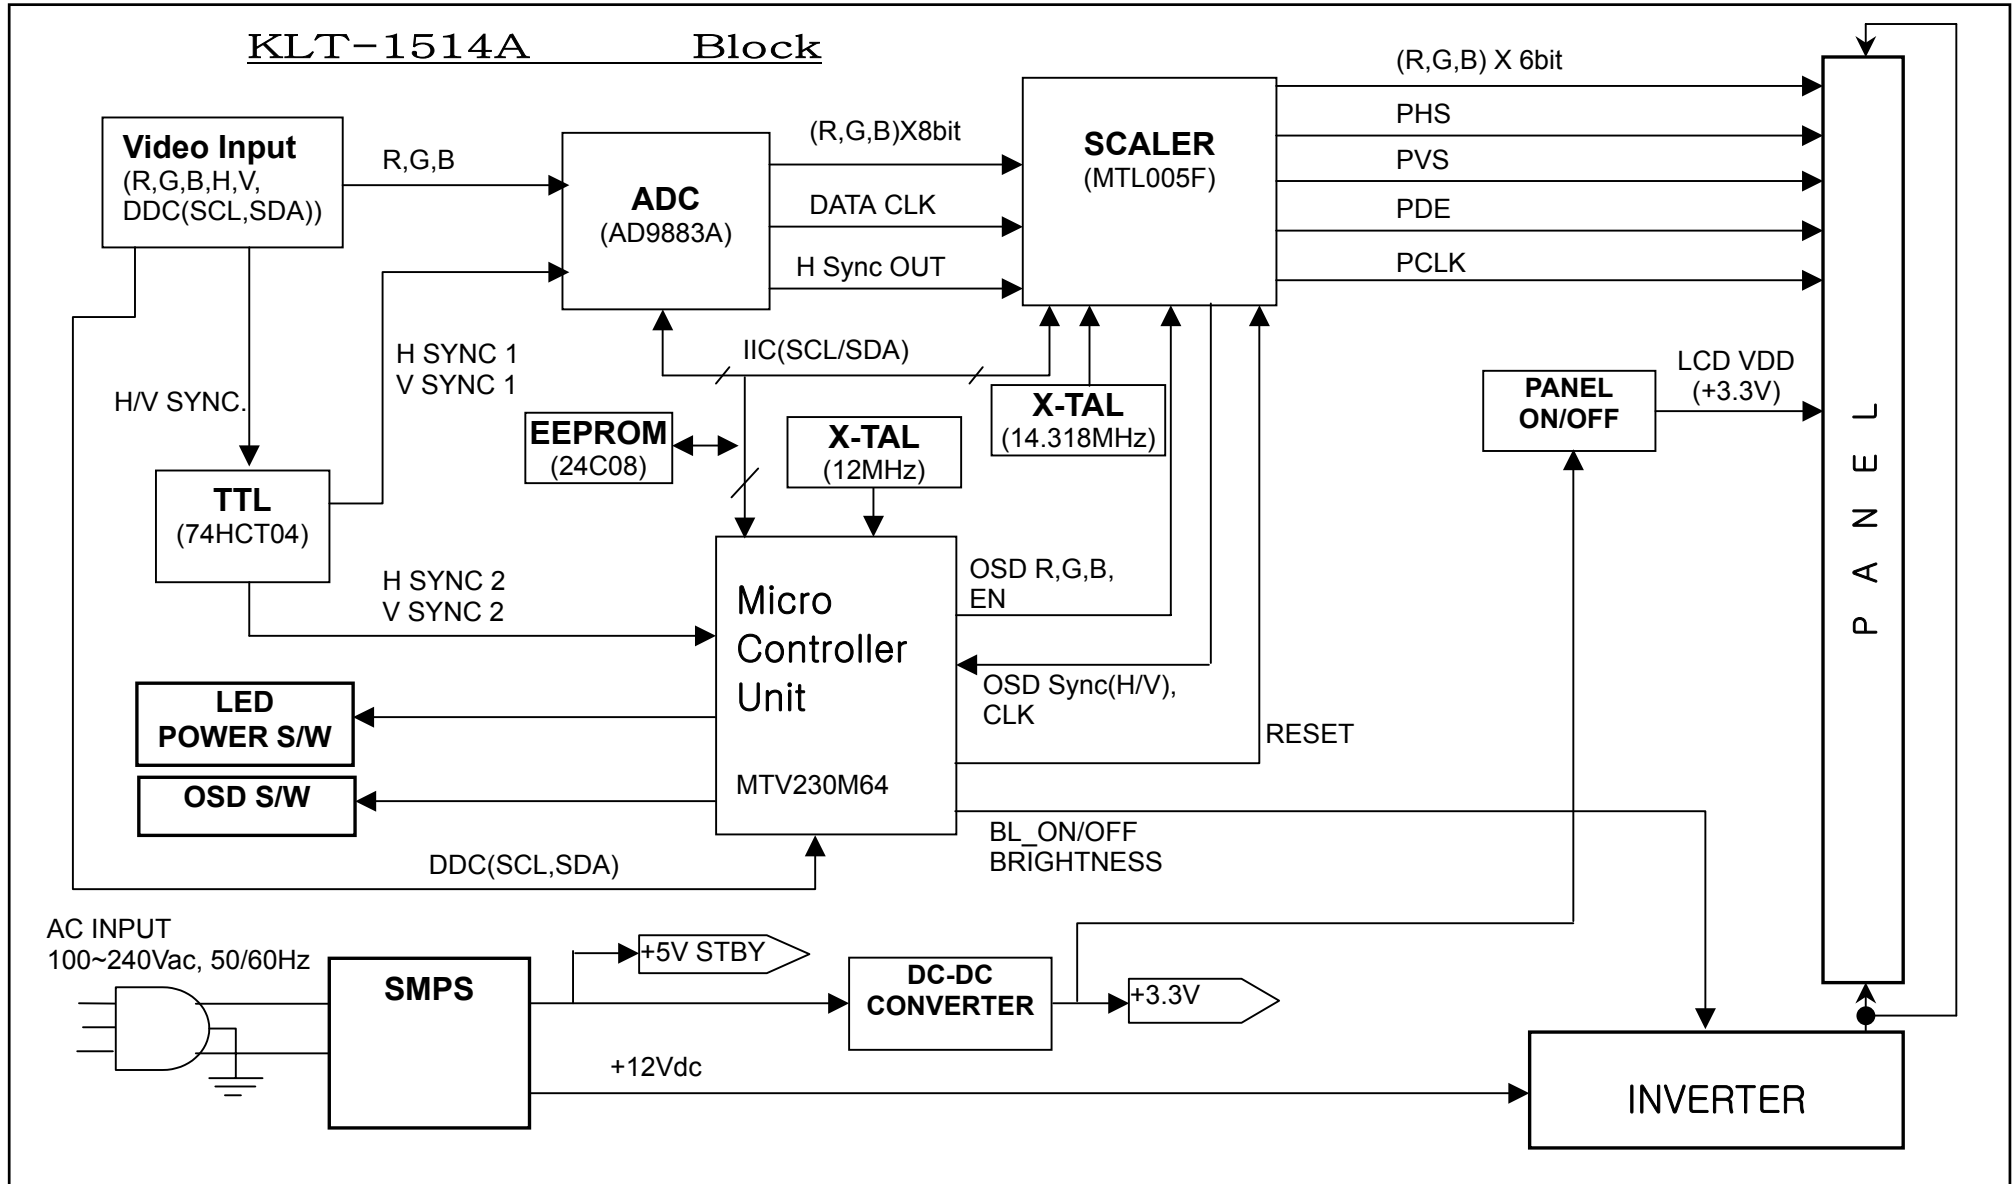 KLT-1514A Block
Video Input
(R,G,B,H,V,
DDC(SCL,SDA))
R,G,B
ADC
(AD9883A)
(R,G,B)X8bit
DATA CLK
H Sync OUT
SCALER
(MTL005F)
(R,G,B) X 6bit
PHS
PVS
PDE
PCLK
H/V SYNC.
H SYNC 1
V SYNC 1
IIC(SCL/SDA)
EEPROM
(24C08)
X-TAL
(12MHz)
X-TAL
(14.318MHz)
PANEL
ON/OFF
LCD VDD
(+3.3V)
PANEL
TTL
(74HCT04)
H SYNC 2
V SYNC 2
Micro
Controller
Unit
MTV230M64
OSD R,G,B,
EN
OSD Sync(H/V),
CLK
RESET
LED
POWER S/W
OSD S/W
BL_ON/OFF
BRIGHTNESS
DDC(SCL,SDA)
AC INPUT
100~240Vac, 50/60Hz
SMPS
+5V STBY
DC-DC
CONVERTER
+3.3V
+12Vdc
INVERTER